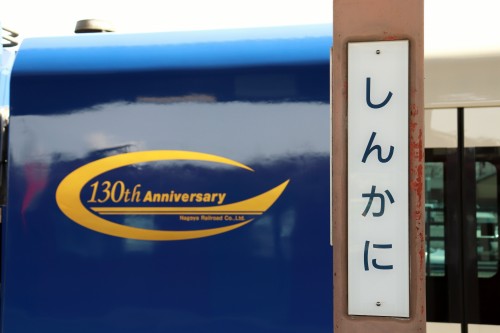 130th Anniversary
Nagoya Railroad Co., Ltd.
しんかに